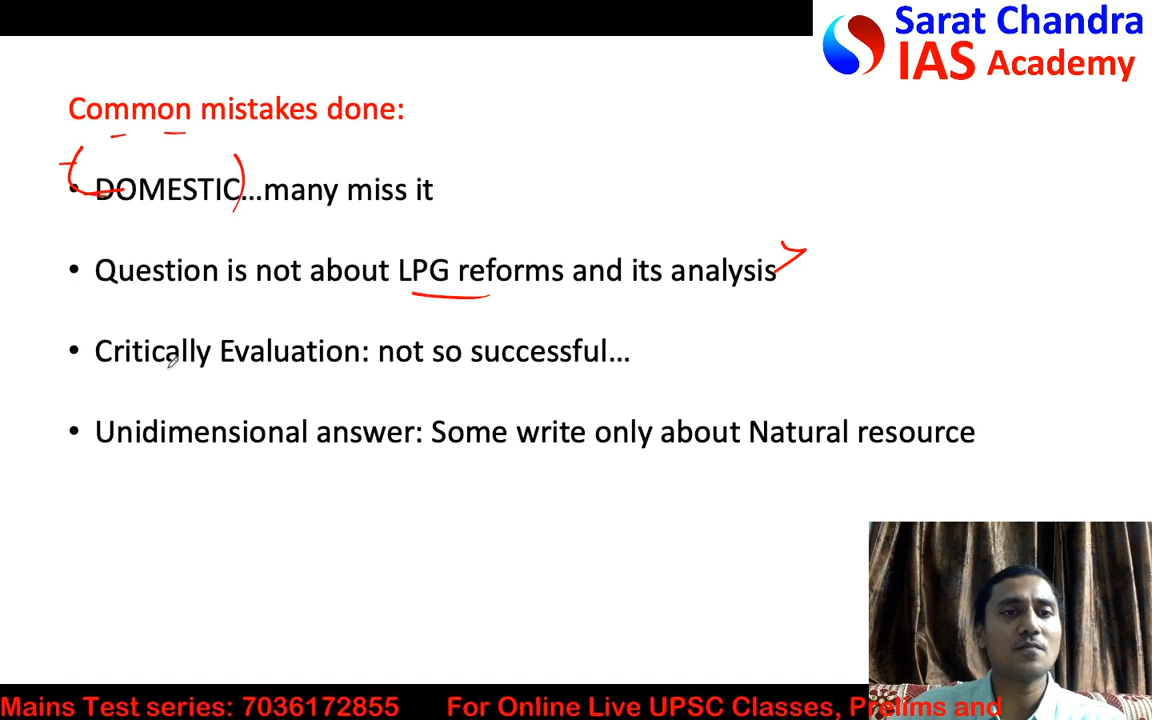 Sarat Chandra
IAS Academy
Common mistakes done:
• DOMESTIC...many miss it
• Question is not about LPG reforms and its analysis
• Critically Evaluation: not so successful...
• Unidimensional answer: Some write only about Natural resource
Mains Test series: 7036172855 For Online Live UPSC Classes, Prelims and